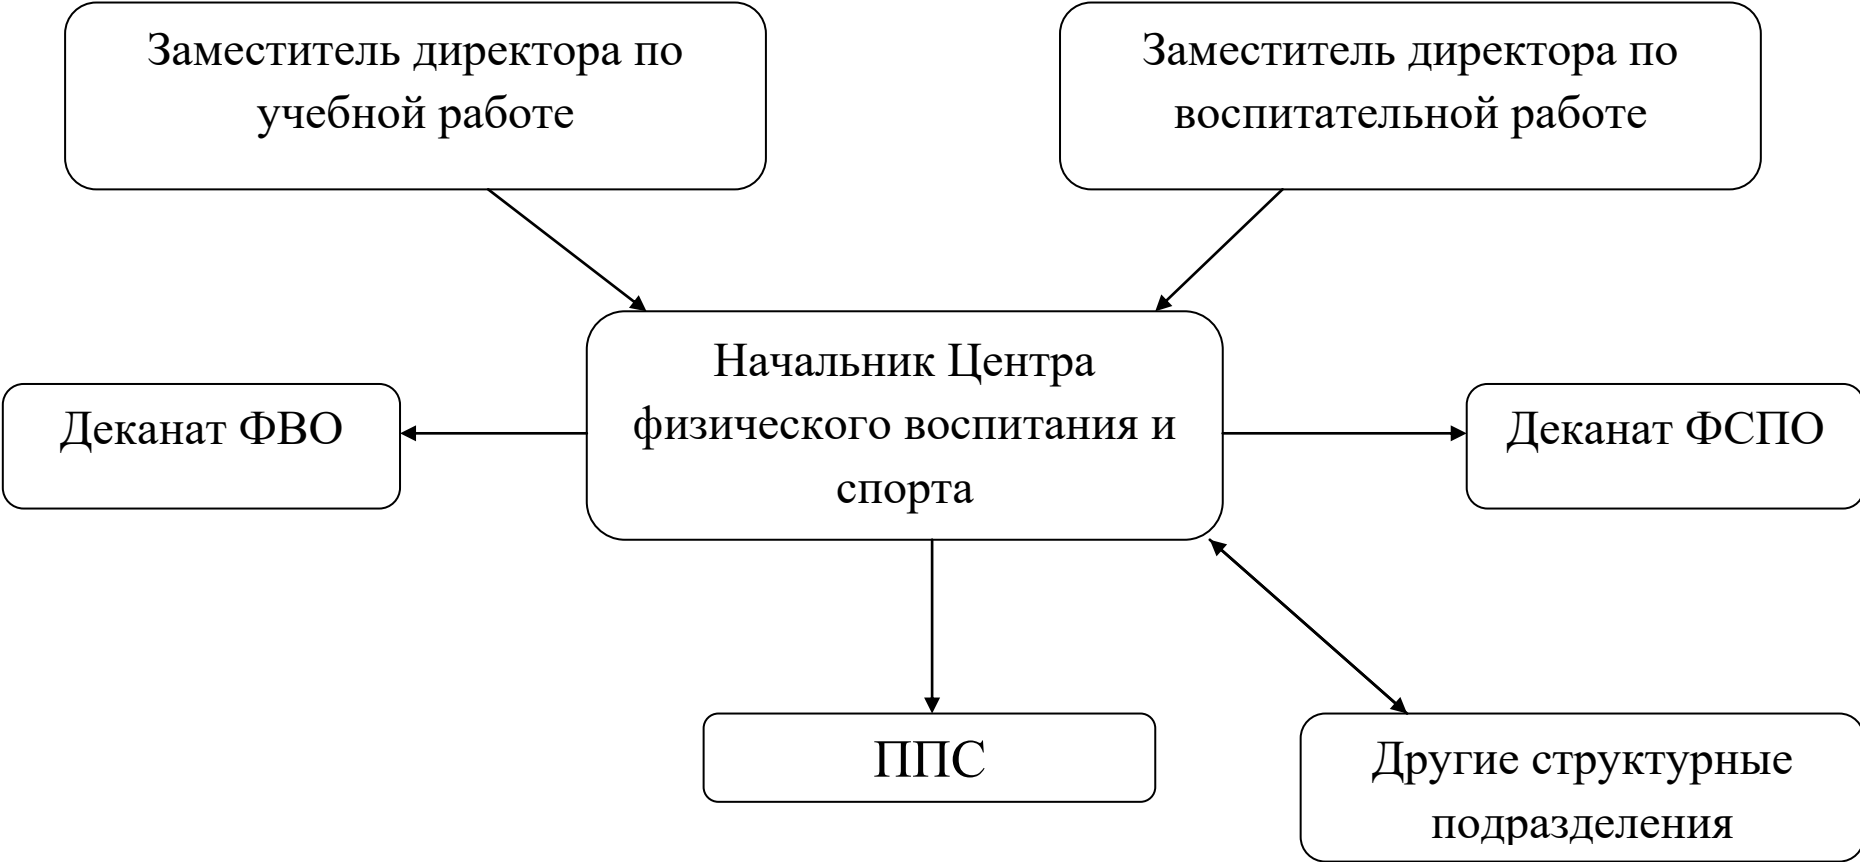 Заместитель директора по
учебной работе
Заместитель директора по
воспитательной работе
Начальник Центра
физического воспитания и
спорта
Деканат ФВО
Деканат ФСПО
ППС
Другие структурные
подразделения